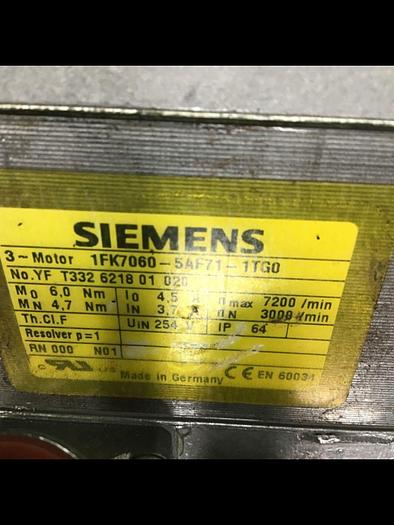 SIEMENS
3~Motor 1FK7060-5AF71-1TG0
No.YF T332 6218 01 020
M0 6,0 Nm I0 4,5 A nmax 7200 /min
MN 4,7 Nm IN 3,7 nN 3000 /min
Th.Cl.F UIN 254 V IP 64
Resolver p=1
RN 000 N01
c RU US Made in Germany CE EN 60034